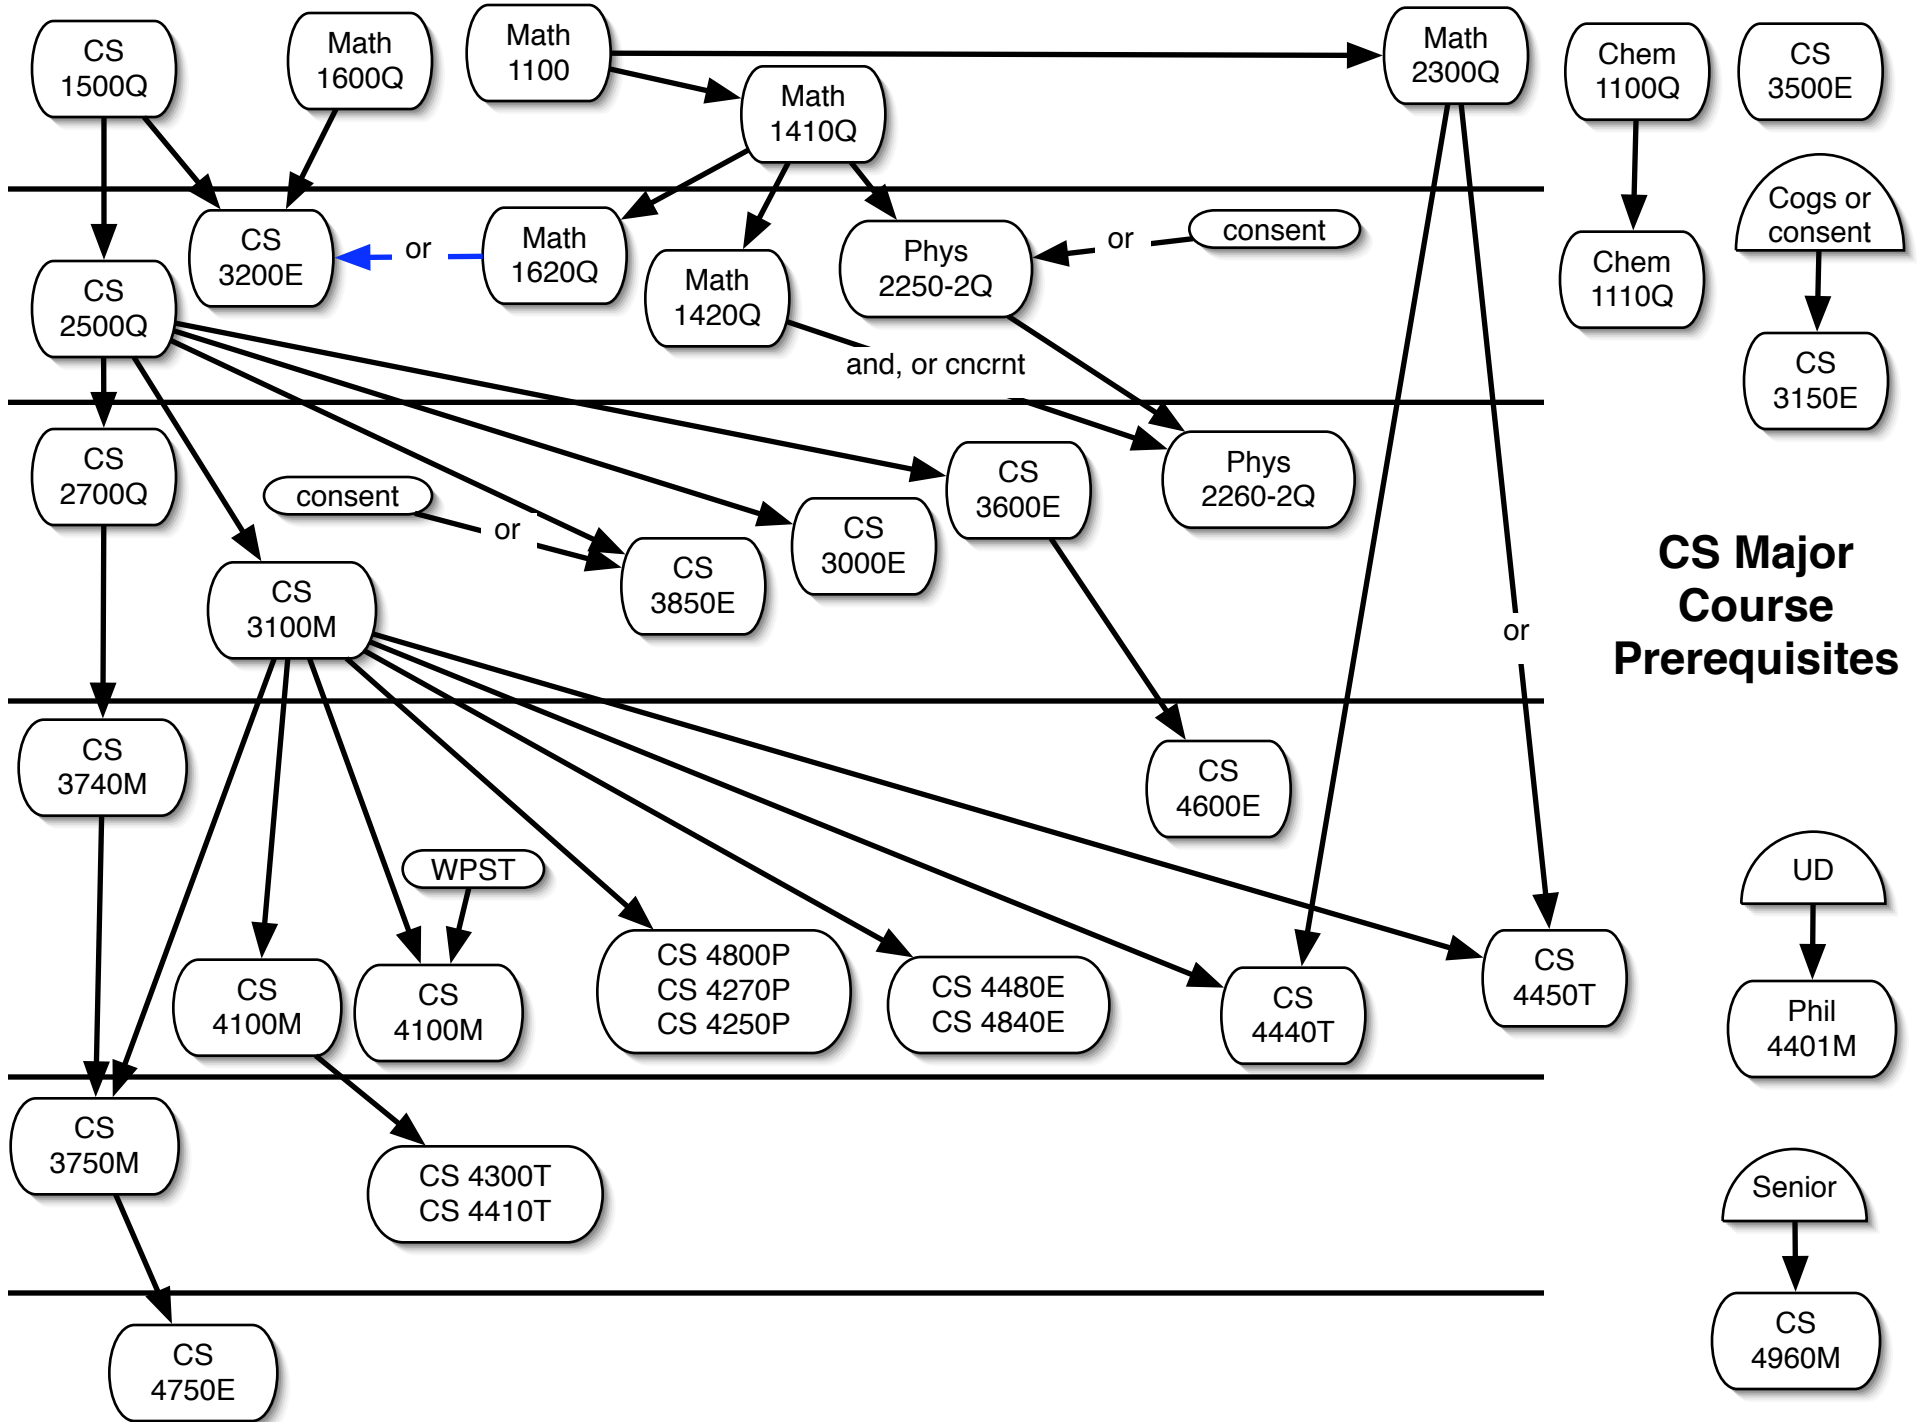 CS
1500Q
Math
1600Q
Math
1100
Math
2300Q
Chem
1100Q
CS
3500E
Math
1410Q
Cogs or
consent
CS
3200E
or
Math
1620Q
Math
1420Q
Phys
2250-2Q
or
consent
Chem
1110Q
CS
2500Q
and, or cncrnt
CS
3150E
CS
2700Q
consent
or
CS
3850E
CS
3000E
CS
3600E
Phys
2260-2Q
CS Major
Course
Prerequisites
CS
3100M
or
CS
3740M
CS
4600E
WPST
UD
CS
4100M
CS
4100M
CS 4800P
CS 4270P
CS 4250P
CS 4480E
CS 4840E
CS
4440T
CS
4450T
Phil
4401M
CS
3750M
CS 4300T
CS 4410T
Senior
CS
4750E
CS
4960M